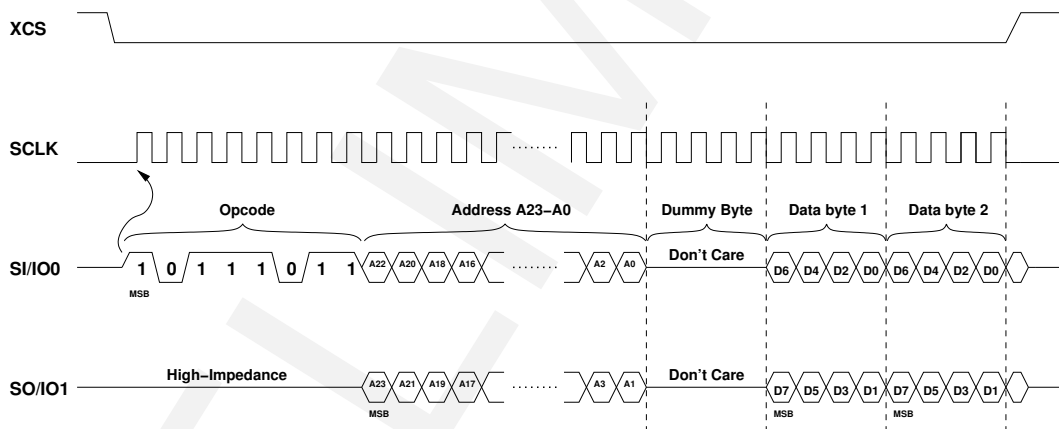 XCS
SCLK
Opcode Address A23–A0 Dummy Byte Data byte 1 Data byte 2
SI/IO0 1 0 1 1 1 0 1 1 A22 A20 A18 A16 A2 A0 Don't Care D6 D4 D2 D0 D6 D4 D2 D0
MSB
SO/IO1 High–Impedance A23 A21 A19 A17 A3 A1 Don't Care D7 D5 D3 D1 D7 D5 D3 D1
MSB MSB MSB